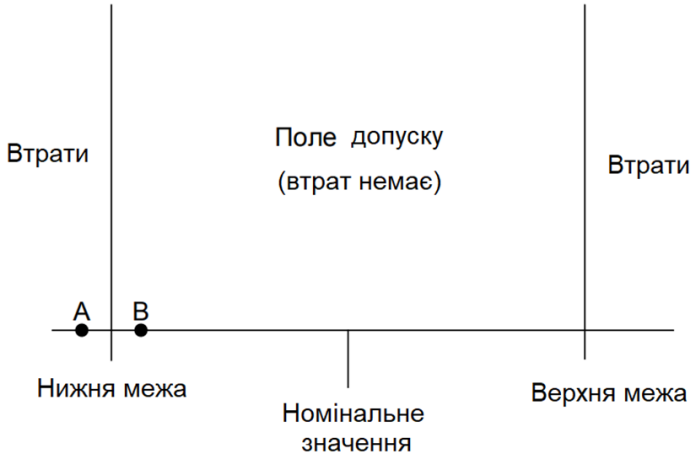 Поле допуску
Втрати
(втрат немає)
Втрати
А
В
Нижня межа
Верхня межа
Номінальне
значення